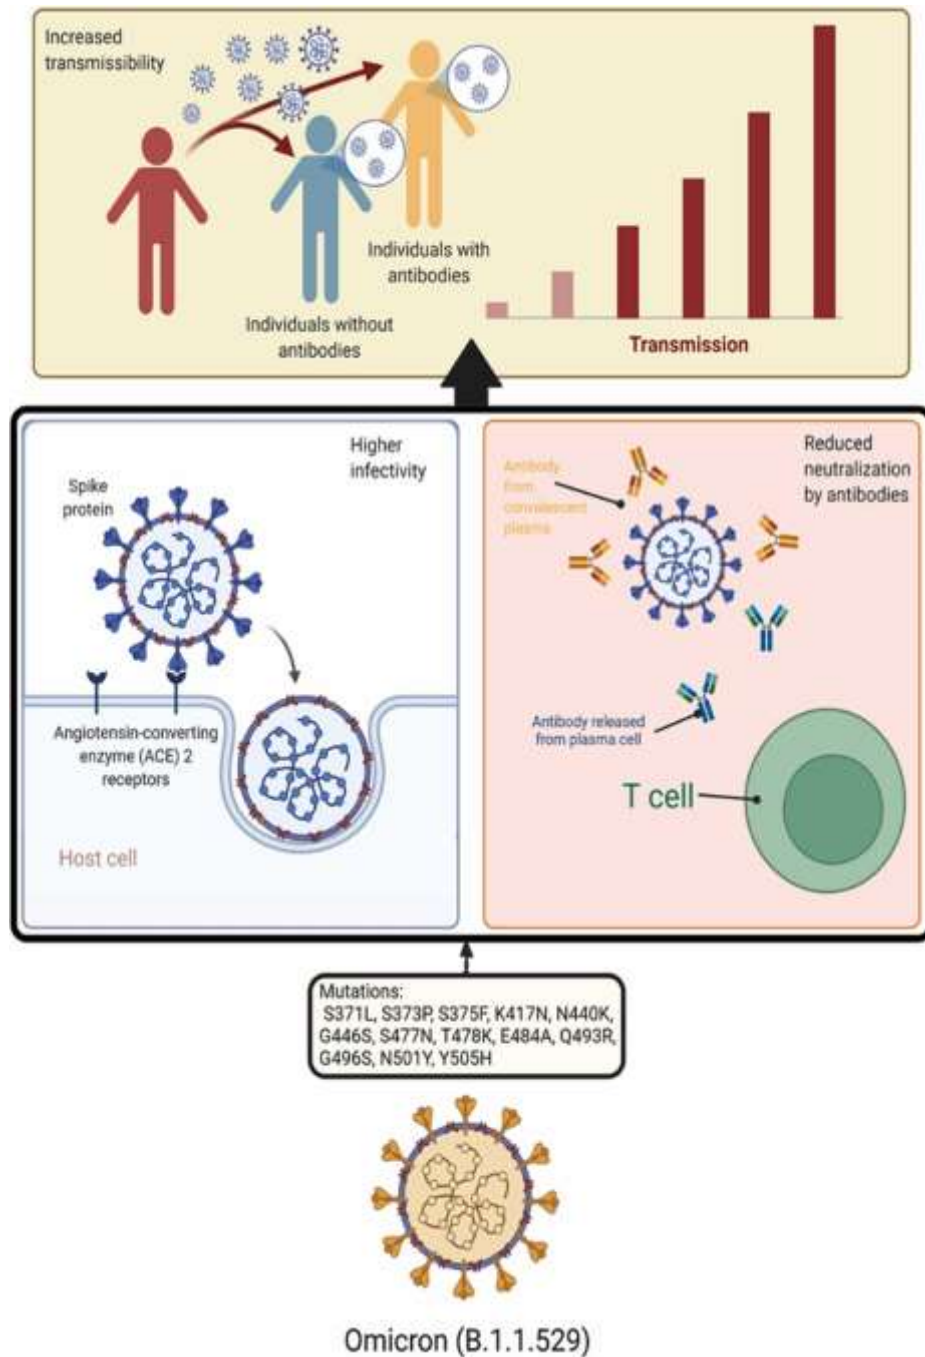 Increased
transmissibility
Individuals with
antibodies
Individuals without
antibodies
Transmission
Higher
infectivity
Spike
protein
Angiotensin-converting
enzyme (ACE) 2
receptors
Host cell
Reduced
neutralization
by antibodies
Antibody
from
convalescent
plasma
Antibody released
from plasma cell
T cell
Mutations:
S371L, S373P, S375F, K417N, N440K,
G446S, S477N, T478K, E484A, Q493R,
G496S, N501Y, Y505H
Omicron (B.1.1.529)